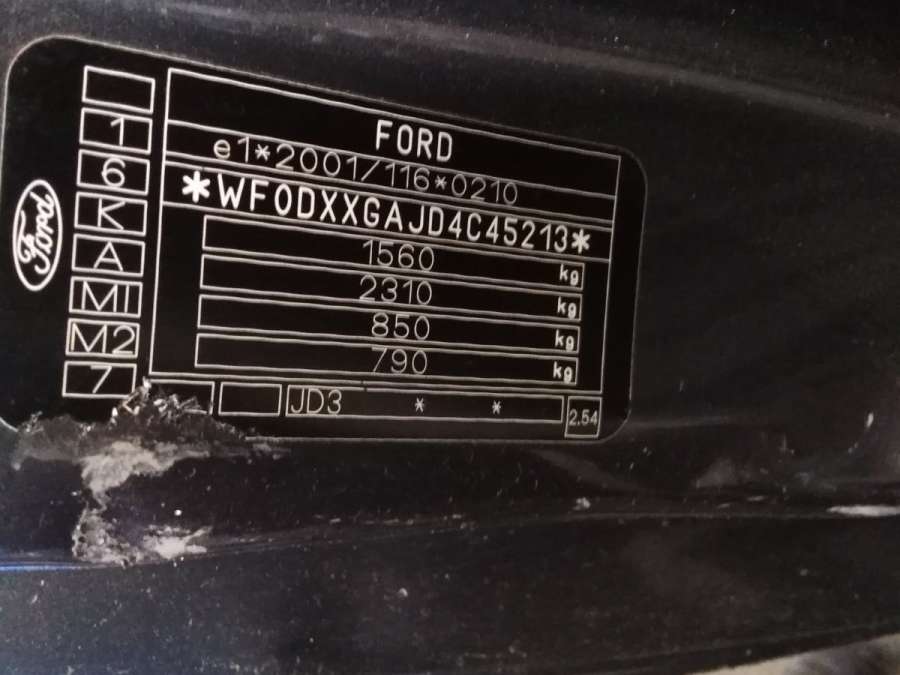 Ford
1
6
K
A
M1
M2
7
FORD
e1*2001/116*0210
*WF0DXXGAJD4C45213*
1560 kg
2310 kg
850 kg
790 kg
JD3 * *
2.54